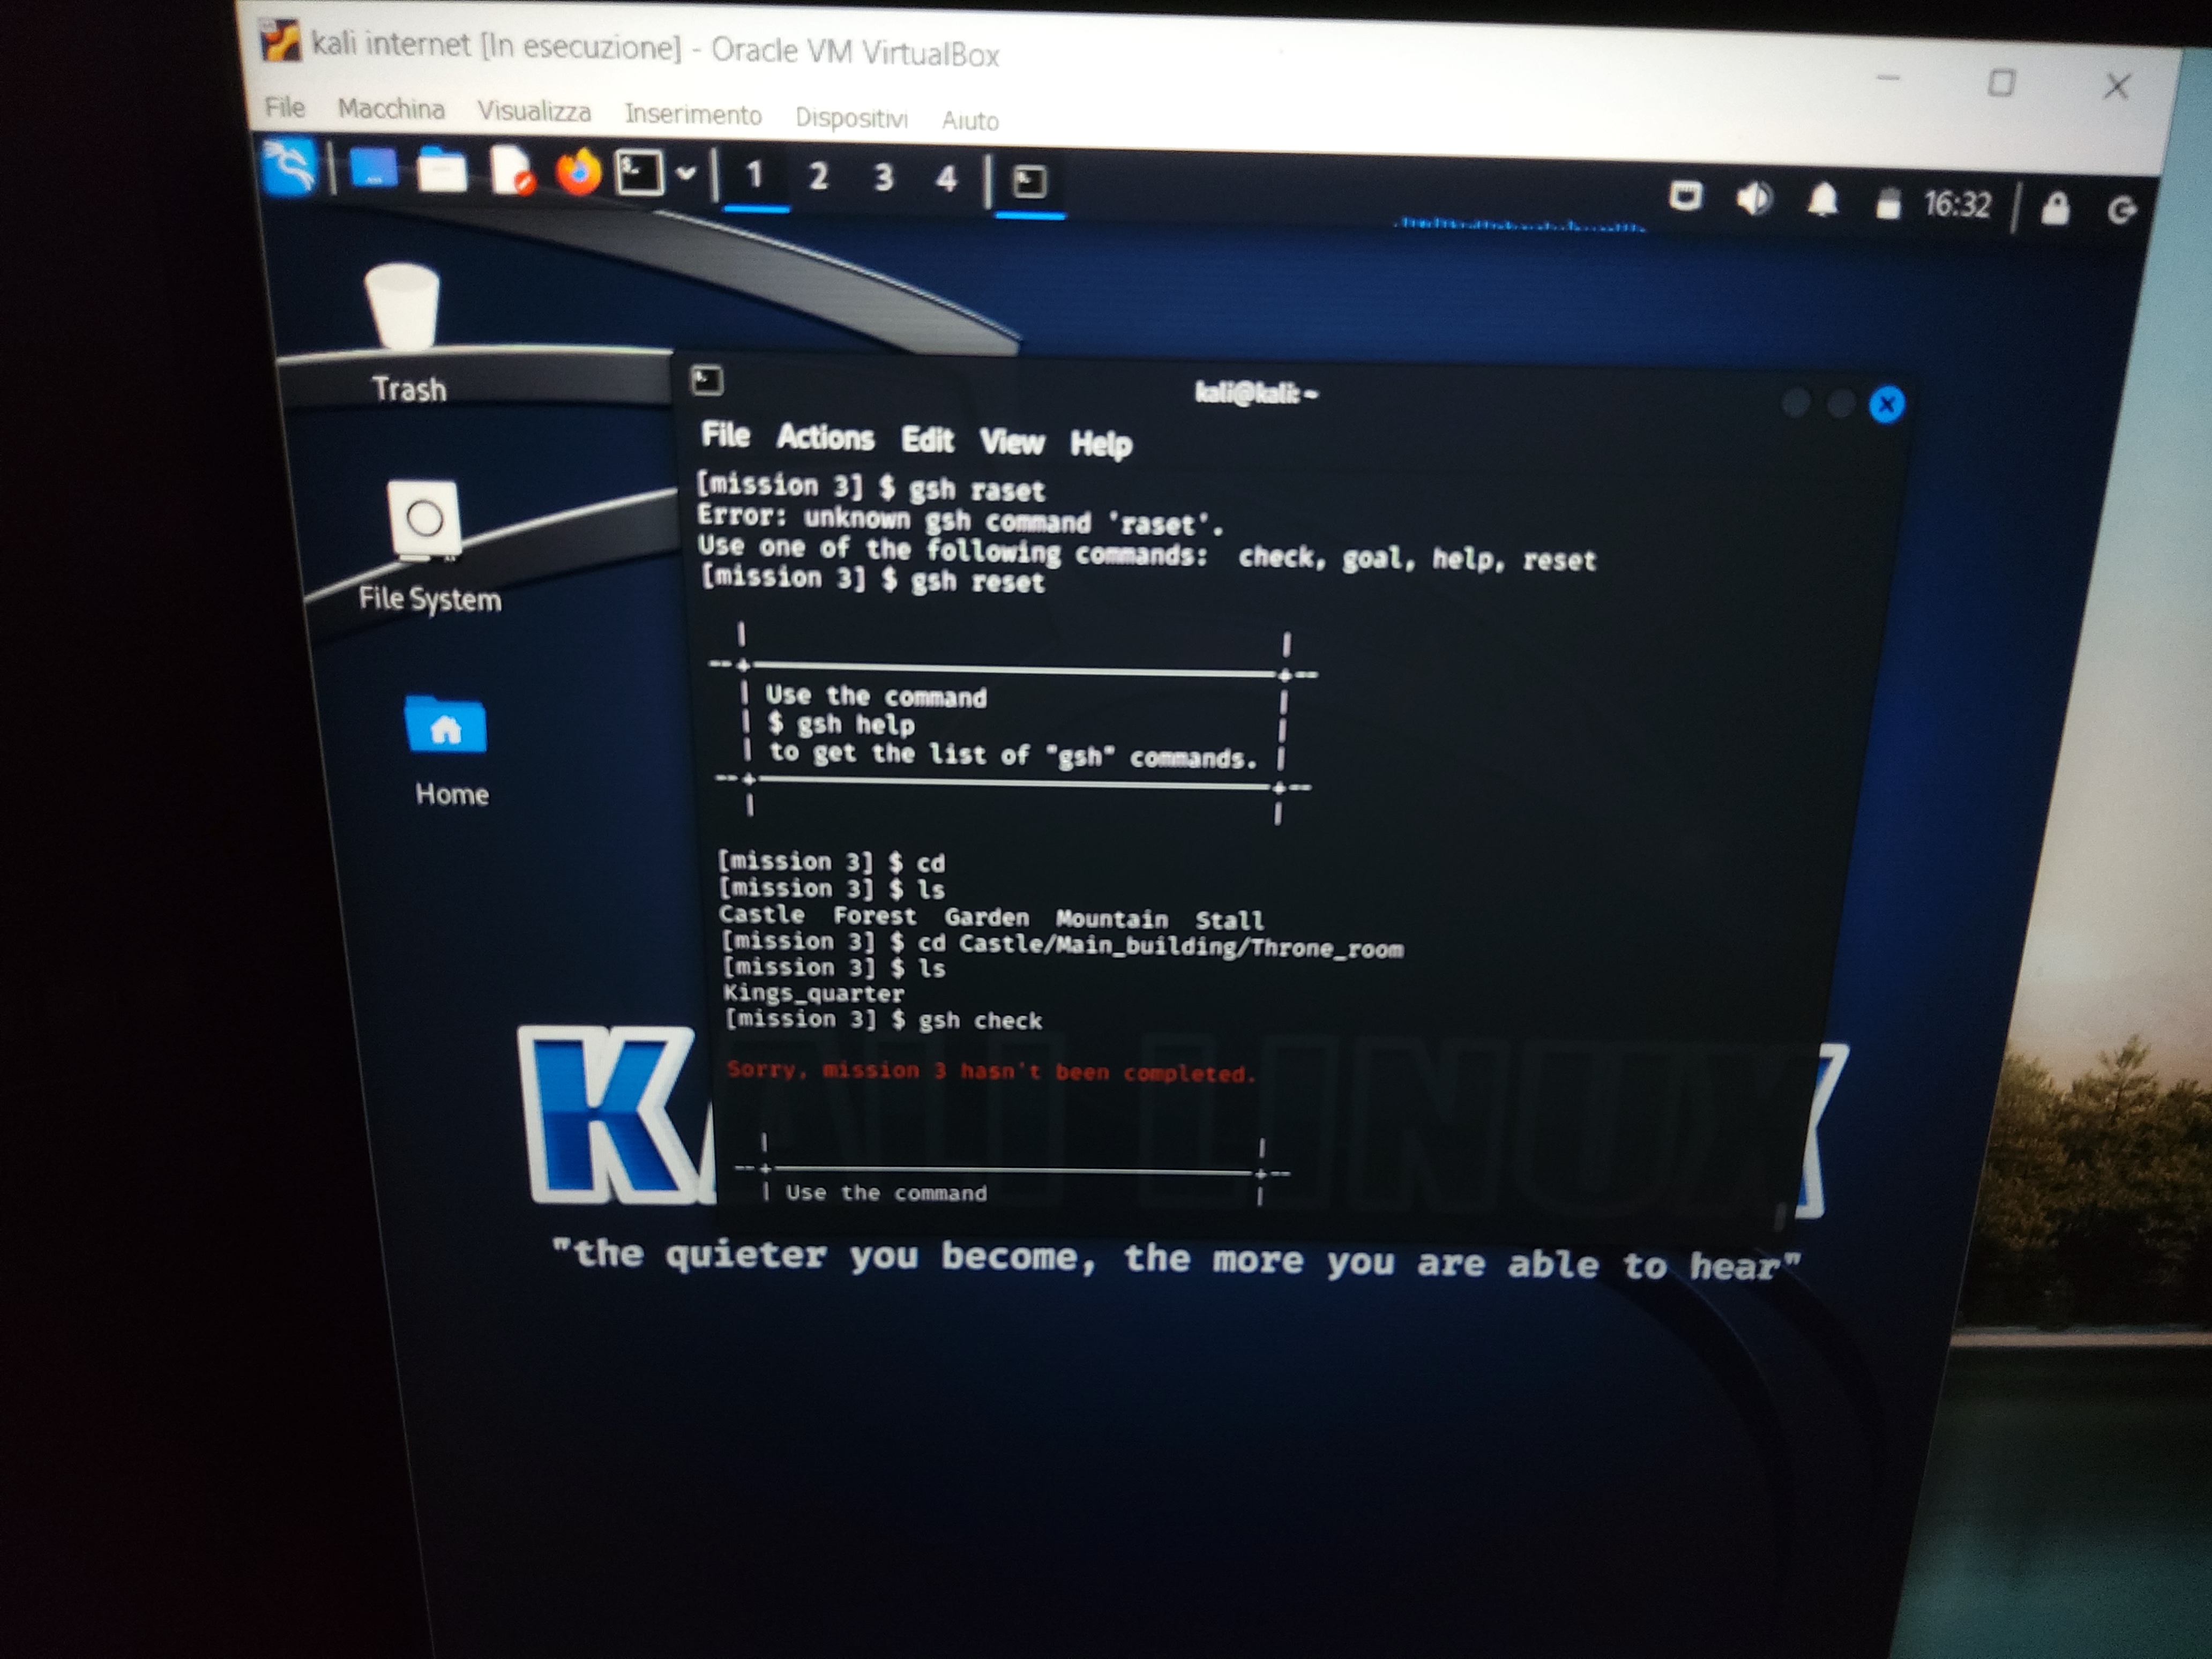 kali internet [In esecuzione] - Oracle VM VirtualBox
File Macchina Visualizza Inserimento Dispositivi Aiuto
1 2 3 4 16:32
Trash
File System
Home
kali@kali: ~
File Actions Edit View Help
[mission 3] $ gsh raset
Error: unknown gsh command 'raset'.
Use one of the following commands:  check, goal, help, reset
[mission 3] $ gsh reset
Use the command
$ gsh help
to get the list of "gsh" commands.
[mission 3] $ cd
[mission 3] $ ls
Castle  Forest  Garden  Mountain  Stall
[mission 3] $ cd Castle/Main_building/Throne_room
[mission 3] $ ls
Kings_quarter
[mission 3] $ gsh check
Sorry, mission 3 hasn't been completed.
Use the command
KALI LINUX
"the quieter you become, the more you are able to hear"